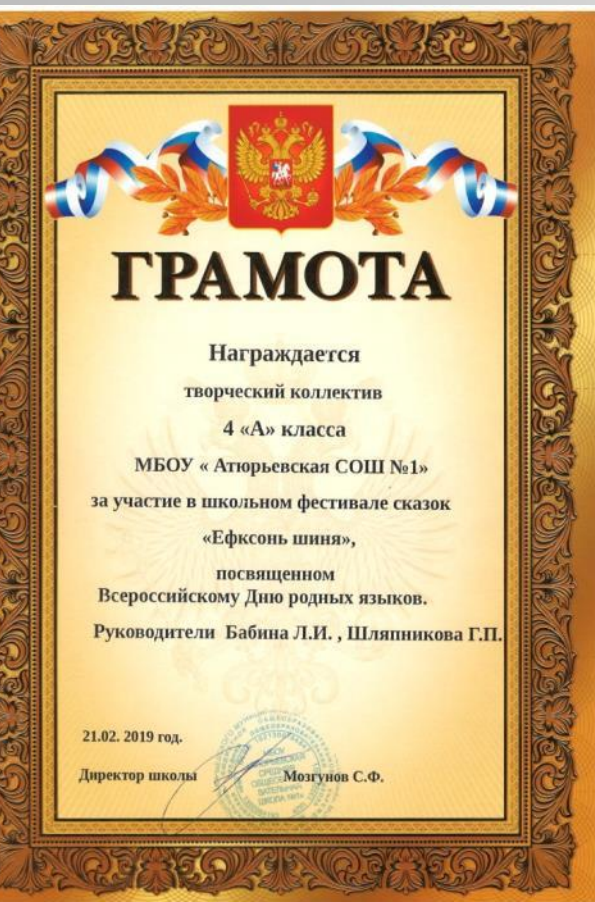 ГРАМОТА
Награждается
творческий коллектив
4 «А» класса
МБОУ « Атюрьевская СОШ №1»
за участие в школьном фестивале сказок
«Ефксонь шиня»,
посвященном
Всероссийскому Дню родных языков.
Руководители Бабина Л.И. , Шляпникова Г.П.
21.02. 2019 год.
Директор школы Мозгунов С.Ф.